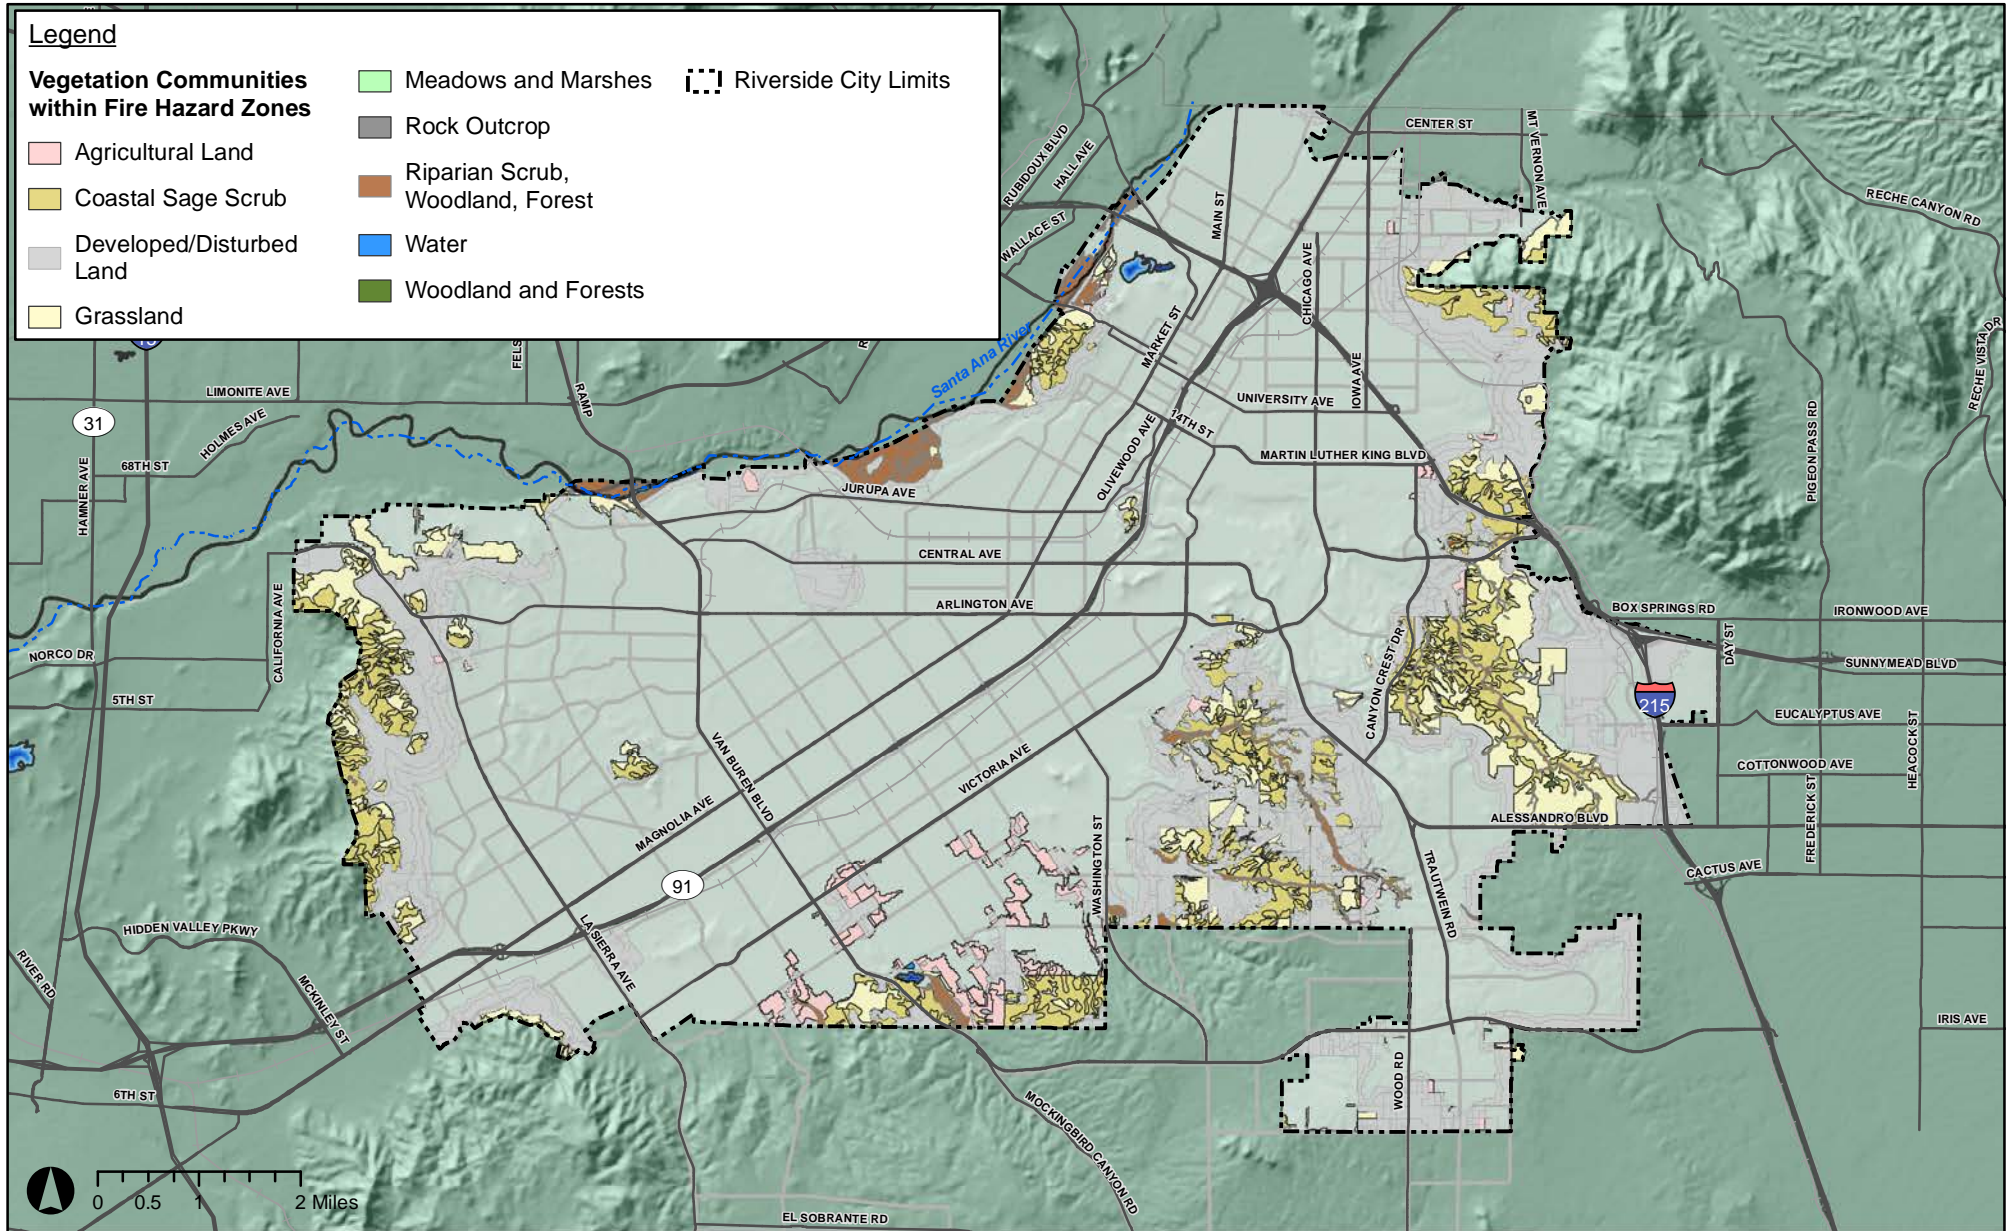 Legend
Vegetation Communities
within Fire Hazard Zones
Agricultural Land
Coastal Sage Scrub
Developed/Disturbed
Land
Grassland
Meadows and Marshes
Rock Outcrop
Riparian Scrub,
Woodland, Forest
Water
Woodland and Forests
Riverside City Limits
CENTER ST
MT VERNON AVE
RUBIDOUX BLVD
HALL AVE
WALLACE ST
MAIN ST
RECHE CANYON RD
CHICAGO AVE
MARKET ST
RECHE VISTA DR
Santa Ana River
LIMONITE AVE
RAMP
IOWA AVE
UNIVERSITY AVE
HOLMES AVE
31
14TH ST
OLIVEWOOD AVE
PIGEON PASS RD
68TH ST
MARTIN LUTHER KING BLVD
HAMNER AVE
JURUPA AVE
CENTRAL AVE
CALIFORNIA AVE
ARLINGTON AVE
BOX SPRINGS RD
IRONWOOD AVE
NORCO DR
DAY ST
SUNNYMEAD BLVD
CANYON CREST DR
5TH ST
215
EUCALYPTUS AVE
VAN BUREN BLVD
VICTORIA AVE
COTTONWOOD AVE
HEACOCK ST
MAGNOLIA AVE
ALESSANDRO BLVD
FREDERICK ST
WASHINGTON ST
TRAUTWEIN RD
CACTUS AVE
91
LA SIERRA AVE
HIDDEN VALLEY PKWY
RIVER RD
MCKINLEY ST
IRIS AVE
6TH ST
WOOD RD
MOCKINGBIRD CANYON RD
0 0.5 1 2 Miles
EL SOBRANTE RD